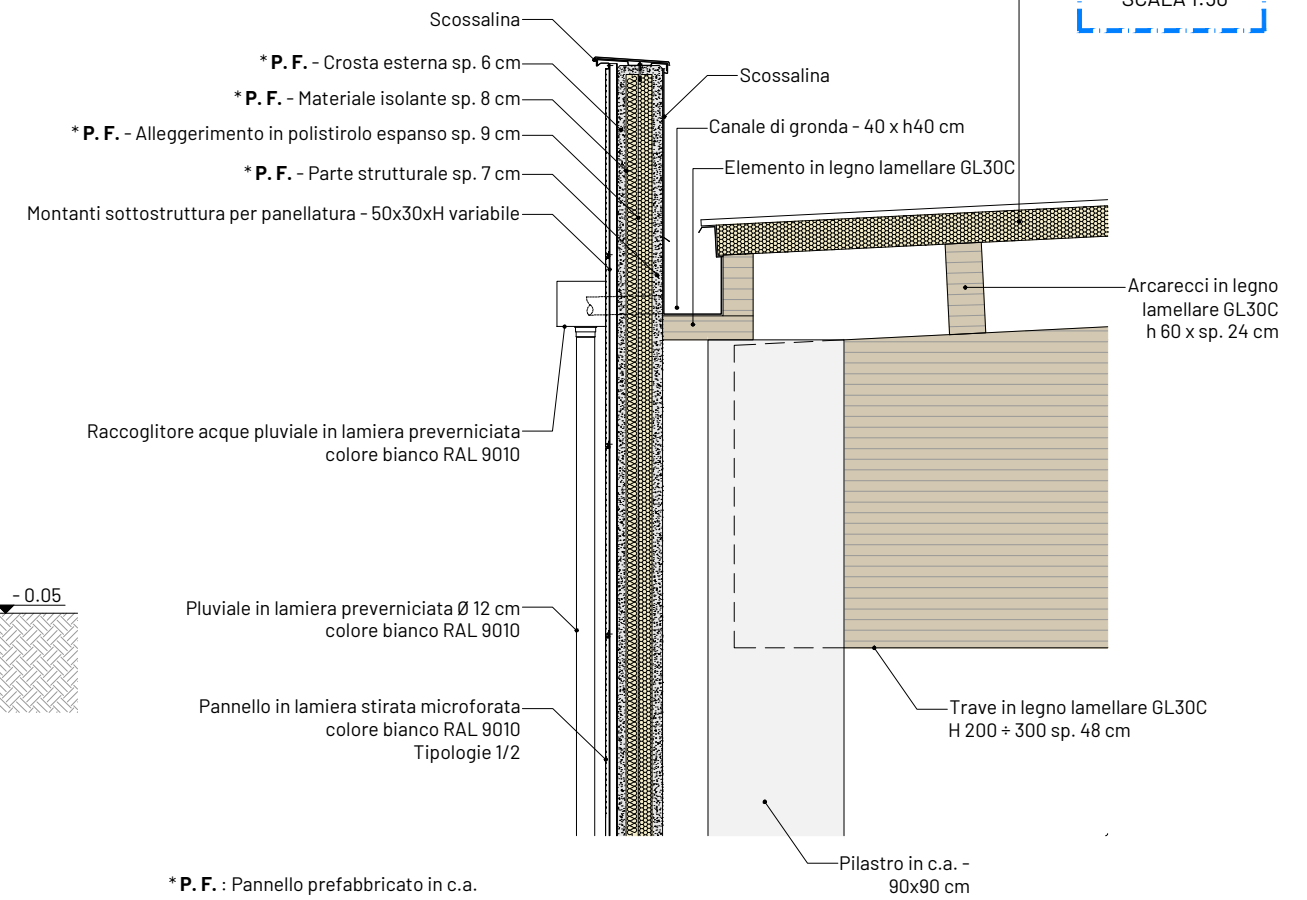 SCALA 1:50
Scossalina
* P. F. - Crosta esterna sp. 6 cm
* P. F. - Materiale isolante sp. 8 cm
* P. F. - Alleggerimento in polistirolo espanso sp. 9 cm
* P. F. - Parte strutturale sp. 7 cm
Montanti sottostruttura per panellatura - 50x30xH variabile
Scossalina
Canale di gronda - 40 x h40 cm
Elemento in legno lamellare GL30C
Arcarecci in legno
lamellare GL30C
h 60 x sp. 24 cm
Raccoglitore acque pluviale in lamiera preverniciata
colore bianco RAL 9010
- 0.05
Pluviale in lamiera preverniciata Ø 12 cm
colore bianco RAL 9010
Pannello in lamiera stirata microforata
colore bianco RAL 9010
Tipologie 1/2
Trave in legno lamellare GL30C
H 200 ÷ 300 sp. 48 cm
Pilastro in c.a. -
90x90 cm
* P. F. : Pannello prefabbricato in c.a.